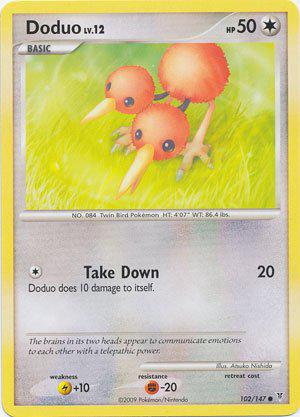 Doduo LV.12 HP 50
BASIC
NO. 084 Twin Bird Pokémon HT: 4'07" WT: 86.4 lbs.
Take Down 20
Doduo does 10 damage to itself.
The brains in its two heads appear to communicate emotions
to each other with a telepathic power.
Illus. Atsuko Nishida
weakness resistance retreat cost
+10 -20
©2009 Pokémon/Nintendo 102/147